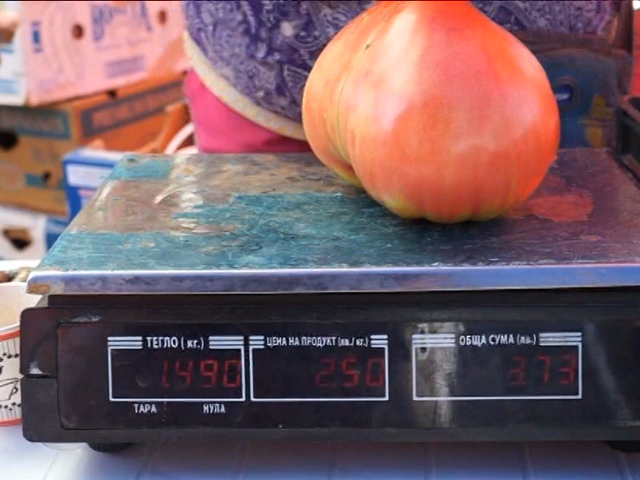 ТЕГЛО ( кг.)
ЦЕНА НА ПРОДУКТ (лв./ кг.)
ОБЩА СУМА (лв.)
1.490
2.50
3.73
ТАРА
НУЛА